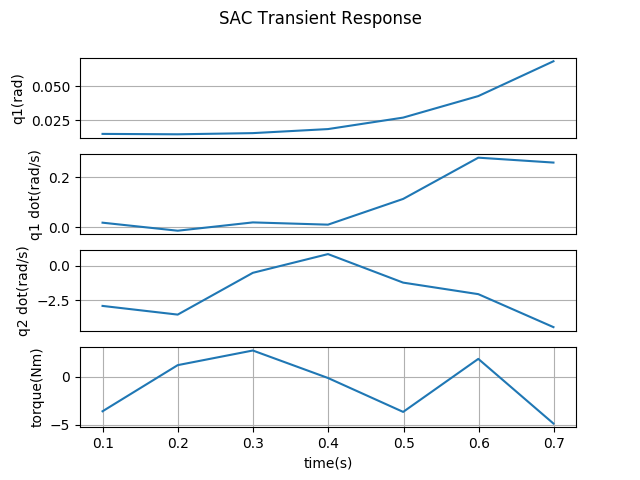 SAC Transient Response
q1(rad)
0.050
0.025
q1 dot(rad/s)
0.2
0.0
q2 dot(rad/s)
0.0
−2.5
torque(Nm)
0
−5
0.1 0.2 0.3 0.4 0.5 0.6 0.7
time(s)